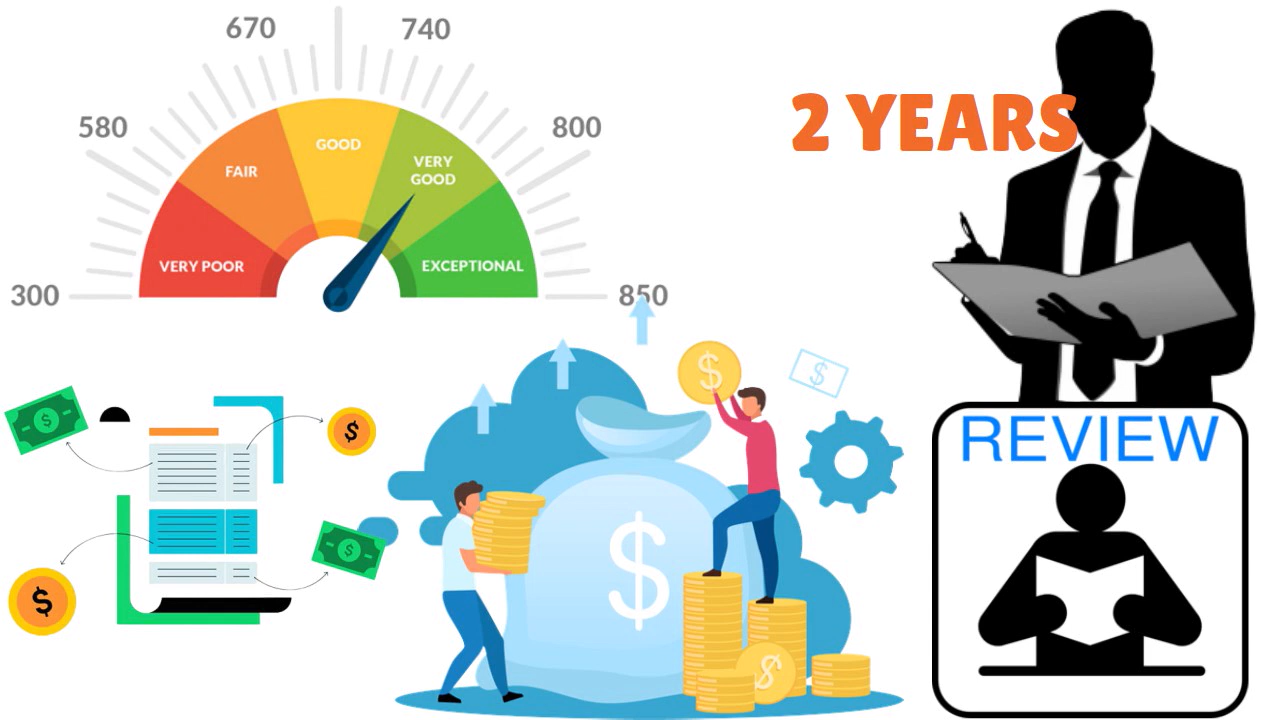 670
740
580
800
GOOD
FAIR
VERY
GOOD
VERY POOR
EXCEPTIONAL
300
850
2 YEARS
$
$
$
$
$
$
$
$
REVIEW